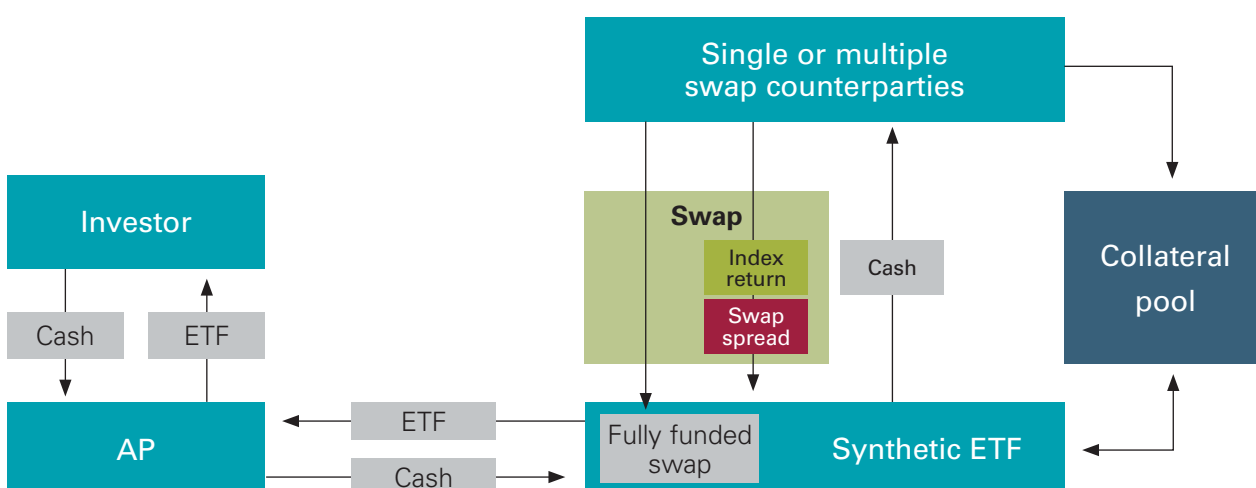 Single or multiple
swap counterparties
Investor
Swap
Index
return
Cash
Collateral
pool
Cash
ETF
Swap
spread
AP
ETF
Cash
Fully funded
swap
Synthetic ETF